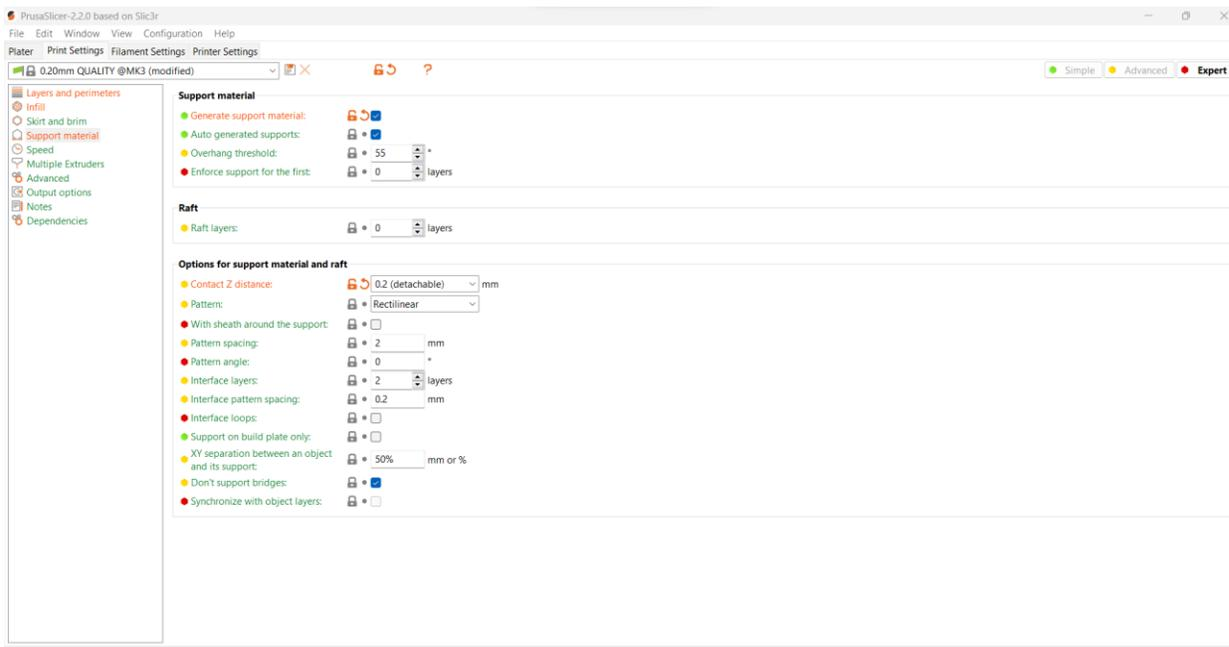 PrusaSlicer-2.2.0 based on Slic3r
File Edit Window View Configuration Help
Plater Print Settings Filament Settings Printer Settings
0.20mm QUALITY @MK3 (modified) ? Simple Advanced Expert
Layers and perimeters
Infill
Skirt and brim
Support material
Speed
Multiple Extruders
Advanced
Output options
Notes
Dependencies
Support material
Generate support material:
Auto generated supports:
Overhang threshold: 55 °
Enforce support for the first: 0 layers
Raft
Raft layers: 0 layers
Options for support material and raft
Contact Z distance: 0.2 (detachable) mm
Pattern: Rectilinear
With sheath around the support:
Pattern spacing: 2 mm
Pattern angle: 0 °
Interface layers: 2 layers
Interface pattern spacing: 0.2 mm
Interface loops:
Support on build plate only:
XY separation between an object
and its support: 50% mm or %
Don't support bridges:
Synchronize with object layers: